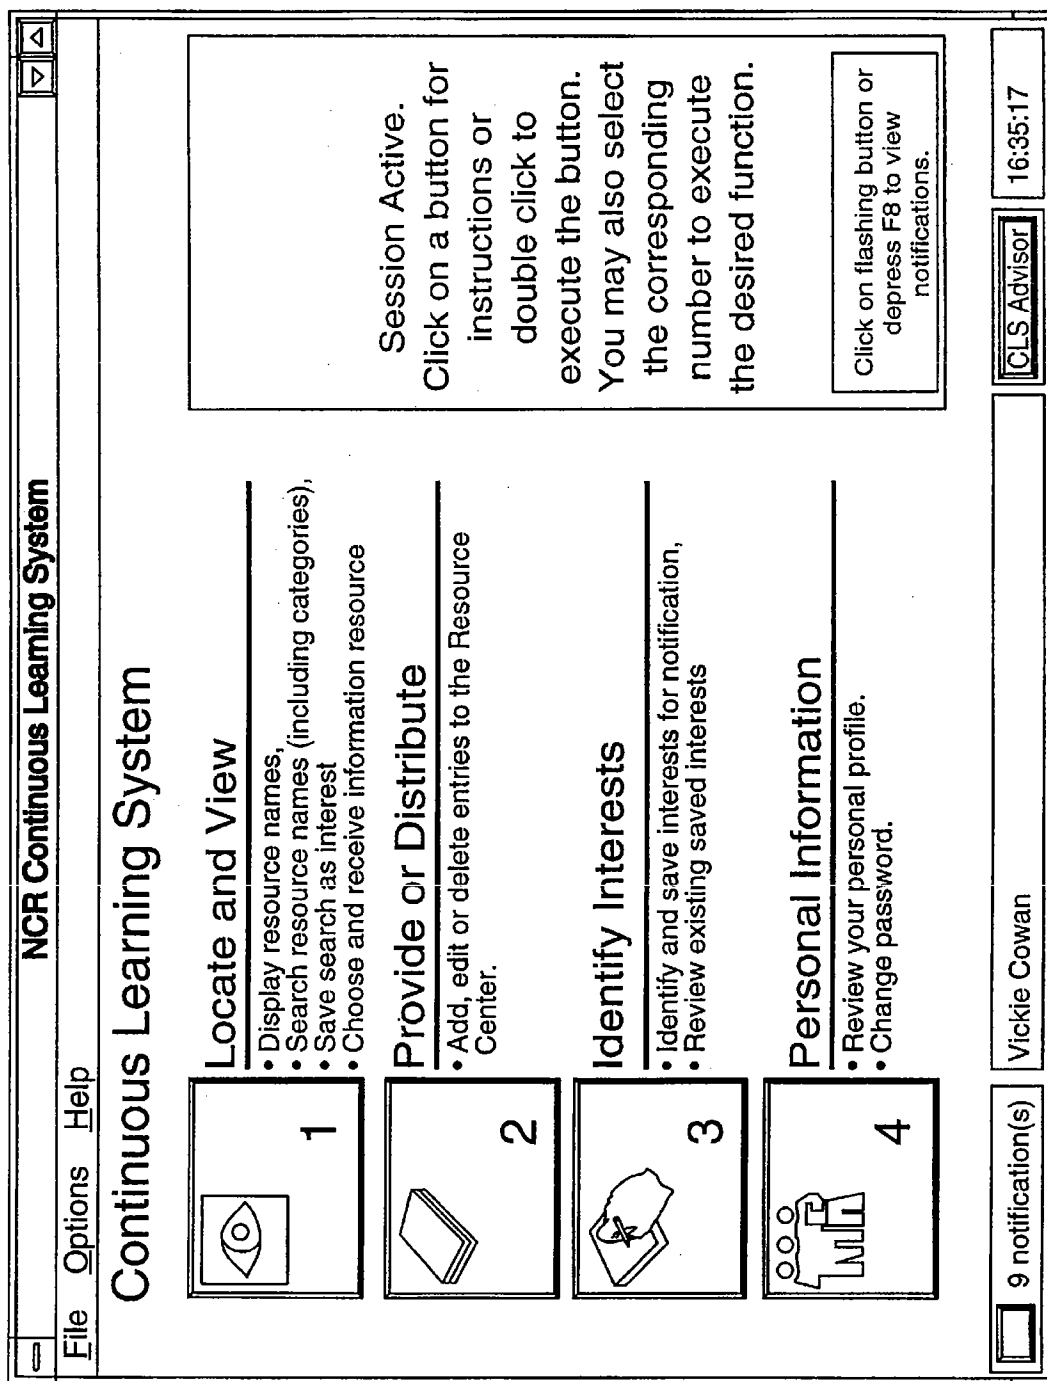 NCR Continuous Learning System
File Options Help
Continuous Learning System
1
Locate and View
• Display resource names,
• Search resource names (including categories),
• Save search as interest
• Choose and receive information resource
2
Provide or Distribute
• Add, edit or delete entries to the Resource
Center.
3
Identify Interests
• Identify and save interests for notification,
• Review existing saved interests
4
Personal Information
• Review your personal profile.
• Change password.
Session Active.
Click on a button for
instructions or
double click to
execute the button.
You may also select
the corresponding
number to execute
the desired function.
Click on flashing button or
depress F8 to view
notifications.
9 notification(s)
Vickie Cowan
CLS Advisor
16:35:17